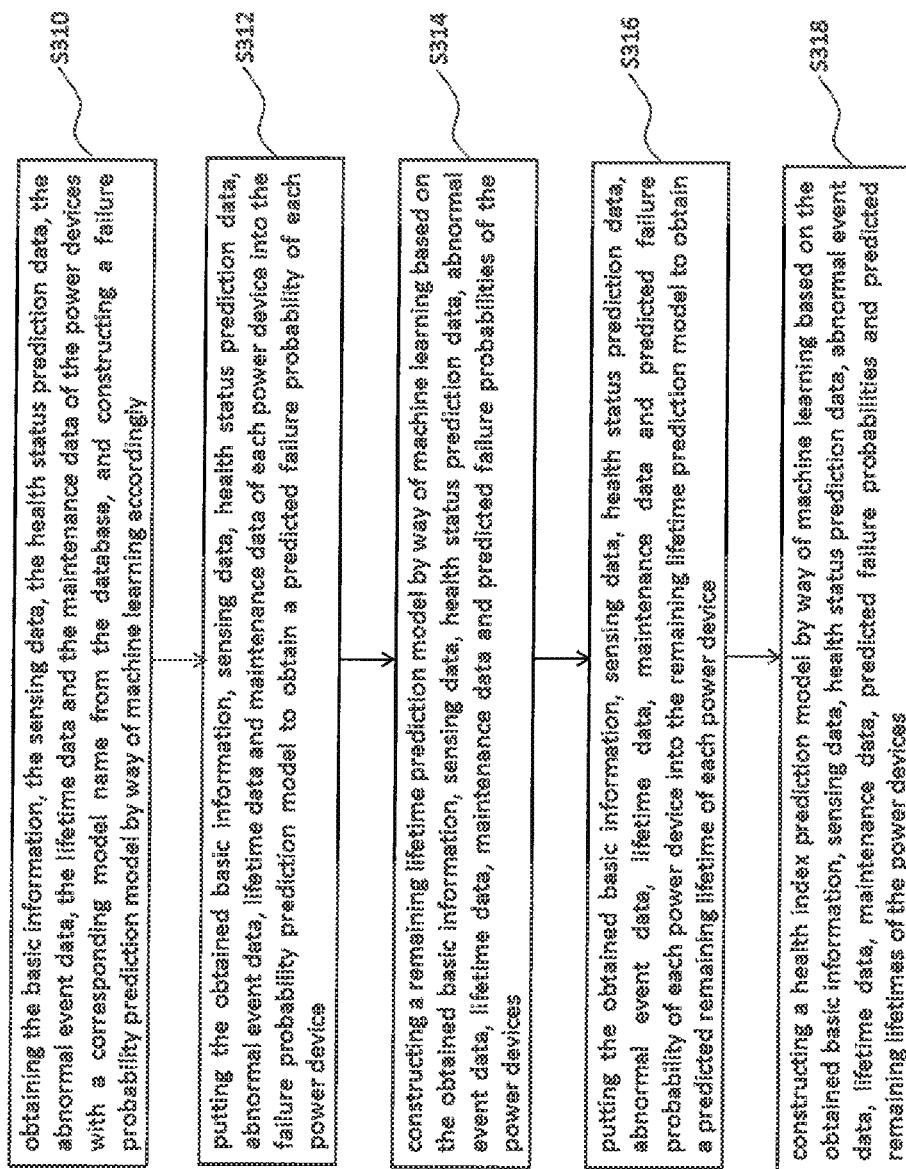 obtaining the basic information, the sensing data, the health status prediction data, the
abnormal event data, the lifetime data and the maintenance data of the power devices
with a corresponding model name from the database, and constructing a failure
probability prediction model by way of machine learning accordingly
S310
putting the obtained basic information, sensing data, health status prediction data,
abnormal event data, lifetime data and maintenance data of each power device into the
failure probability prediction model to obtain a predicted failure probability of each
power device
S312
constructing a remaining lifetime prediction model by way of machine learning based on
the obtained basic information, sensing data, health status prediction data, abnormal
event data, lifetime data, maintenance data and predicted failure probabilities of the
power devices
S314
putting the obtained basic information, sensing data, health status prediction data,
abnormal event data, lifetime data, maintenance data and predicted failure
probability of each power device into the remaining lifetime prediction model to obtain
a predicted remaining lifetime of each power device
S316
constructing a health index prediction model by way of machine learning based on the
obtained basic information, sensing data, health status prediction data, abnormal event
data, lifetime data, maintenance data, predicted failure probabilities and predicted
remaining lifetimes of the power devices
S318